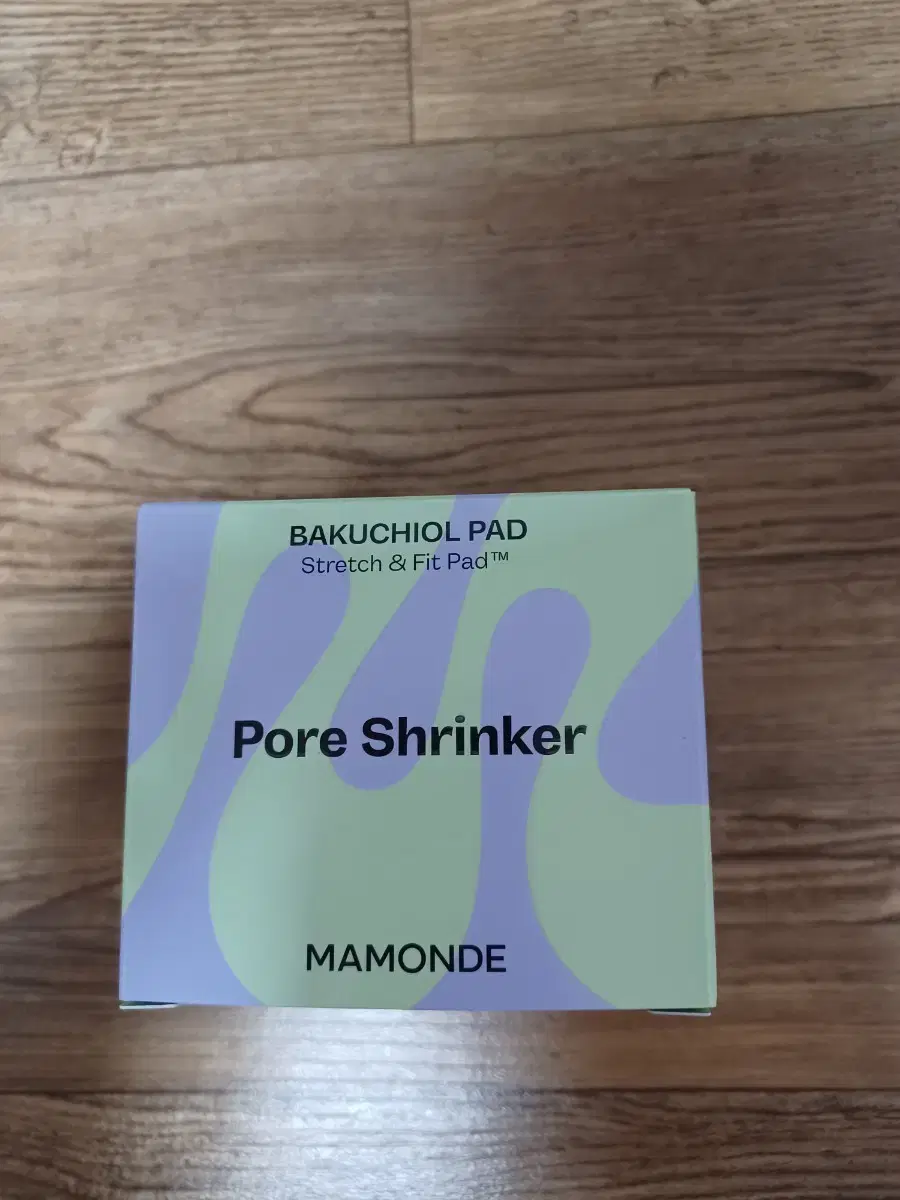 BAKUCHIOL PAD
Stretch & Fit Pad™
Pore Shrinker
MAMONDE